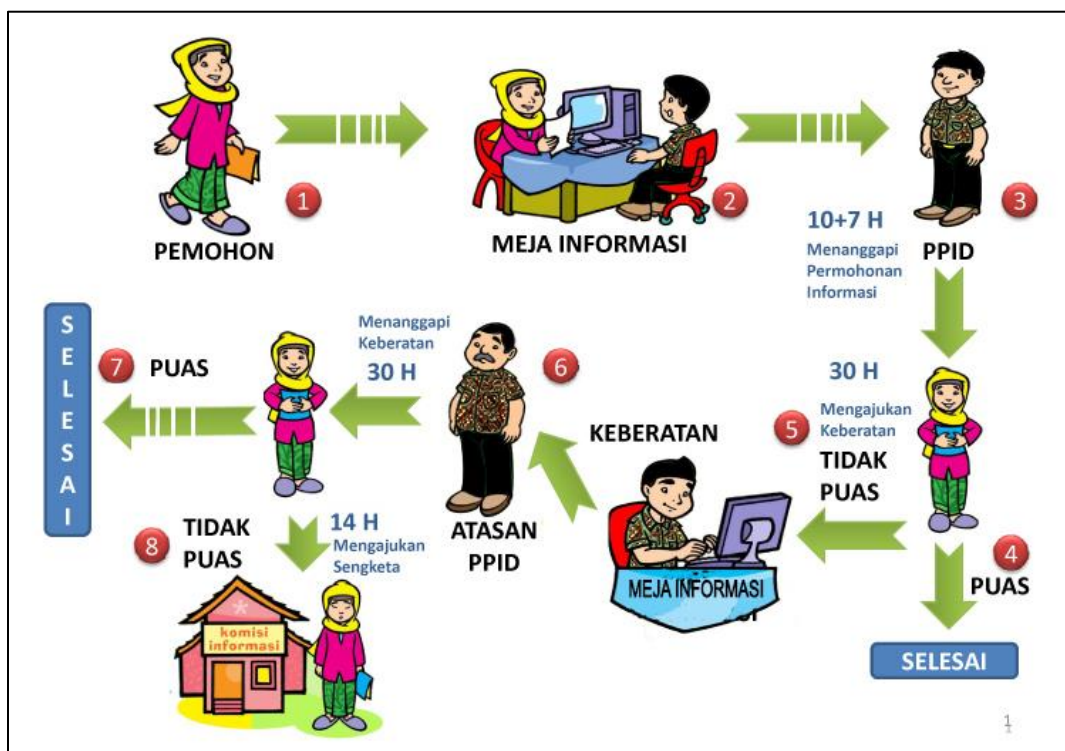 1
PEMOHON
2
MEJA INFORMASI
3
PPID
10+7 H
Menanggapi
Permohonan
Informasi
30 H
Mengajukan
Keberatan
5
TIDAK
PUAS
4
PUAS
SELESAI
KEBERATAN
MEJA INFORMASI
6
ATASAN
PPID
Menanggapi
Keberatan
30 H
7
PUAS
SELESAI
8
TIDAK
PUAS
14 H
Mengajukan
Sengketa
komisi
informasi